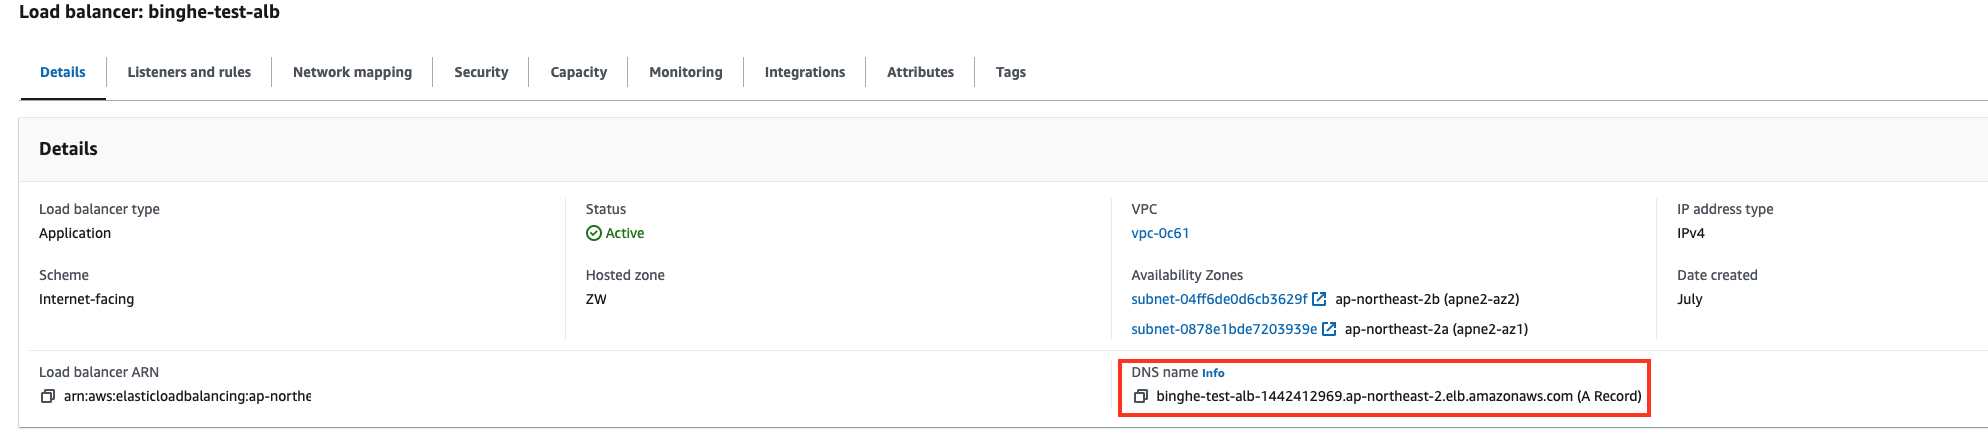 Load balancer: binghe-test-alb
Details
Listeners and rules
Network mapping
Security
Capacity
Monitoring
Integrations
Attributes
Tags
Details
Load balancer type
Application
Status
Active
VPC
vpc-0c61
IP address type
IPv4
Scheme
Internet-facing
Hosted zone
ZW
Availability Zones
subnet-04ff6de0d6cb3629f ap-northeast-2b (apne2-az2)
subnet-0878e1bde7203939e ap-northeast-2a (apne2-az1)
Date created
July
Load balancer ARN
arn:aws:elasticloadbalancing:ap-northe
DNS name Info
binghe-test-alb-1442412969.ap-northeast-2.elb.amazonaws.com (A Record)